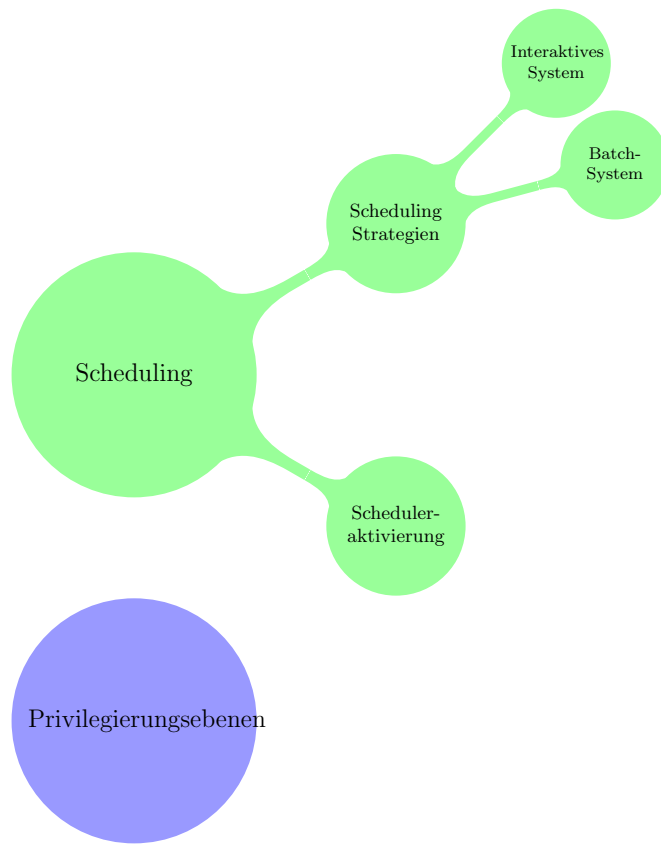 Interaktives
System
Batch-
System
Scheduling
Strategien
Scheduling
Scheduler-
aktivierung
Privilegierungsebenen